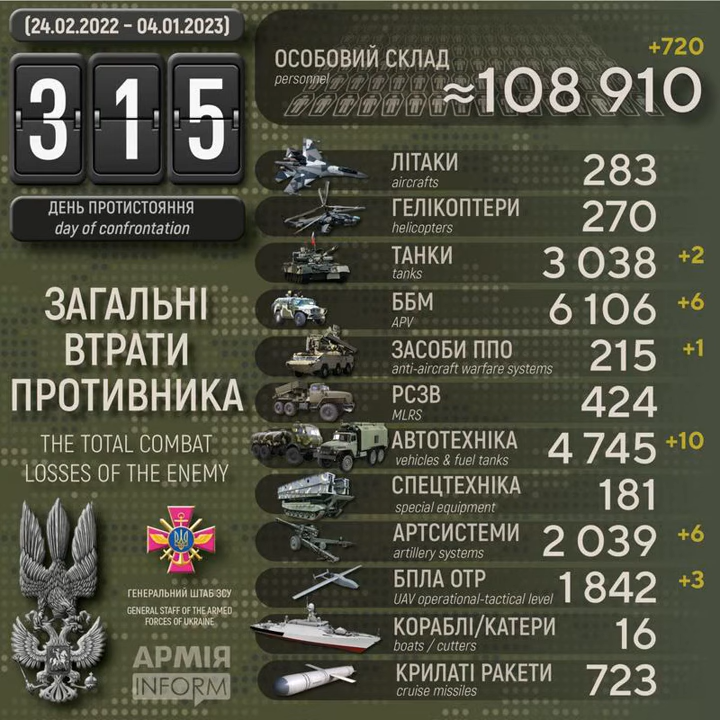 (24.02.2022 – 04.01.2023)
315
ДЕНЬ ПРОТИСТОЯННЯ
day of confrontation
ЗАГАЛЬНІ
ВТРАТИ
ПРОТИВНИКА
THE TOTAL COMBAT
LOSSES OF THE ENEMY
ГЕНЕРАЛЬНИЙ ШТАБ ЗСУ
GENERAL STAFF OF THE ARMED
FORCES OF UKRAINE
АРМІЯ
INFORM
ОСОБОВИЙ СКЛАД
personnel
+720
≈108 910
ЛІТАКИ
aircrafts
283
ГЕЛІКОПТЕРИ
helicopters
270
ТАНКИ
tanks
3 038 +2
ББМ
APV
6 106 +6
ЗАСОБИ ППО
anti-aircraft warfare systems
215 +1
РСЗВ
MLRS
424
АВТОТЕХНІКА
vehicles & fuel tanks
4 745 +10
СПЕЦТЕХНІКА
special equipment
181
АРТСИСТЕМИ
artillery systems
2 039 +6
БПЛА ОТР
UAV operational-tactical level
1 842 +3
КОРАБЛІ/КАТЕРИ
boats / cutters
16
КРИЛАТІ РАКЕТИ
cruise missiles
723